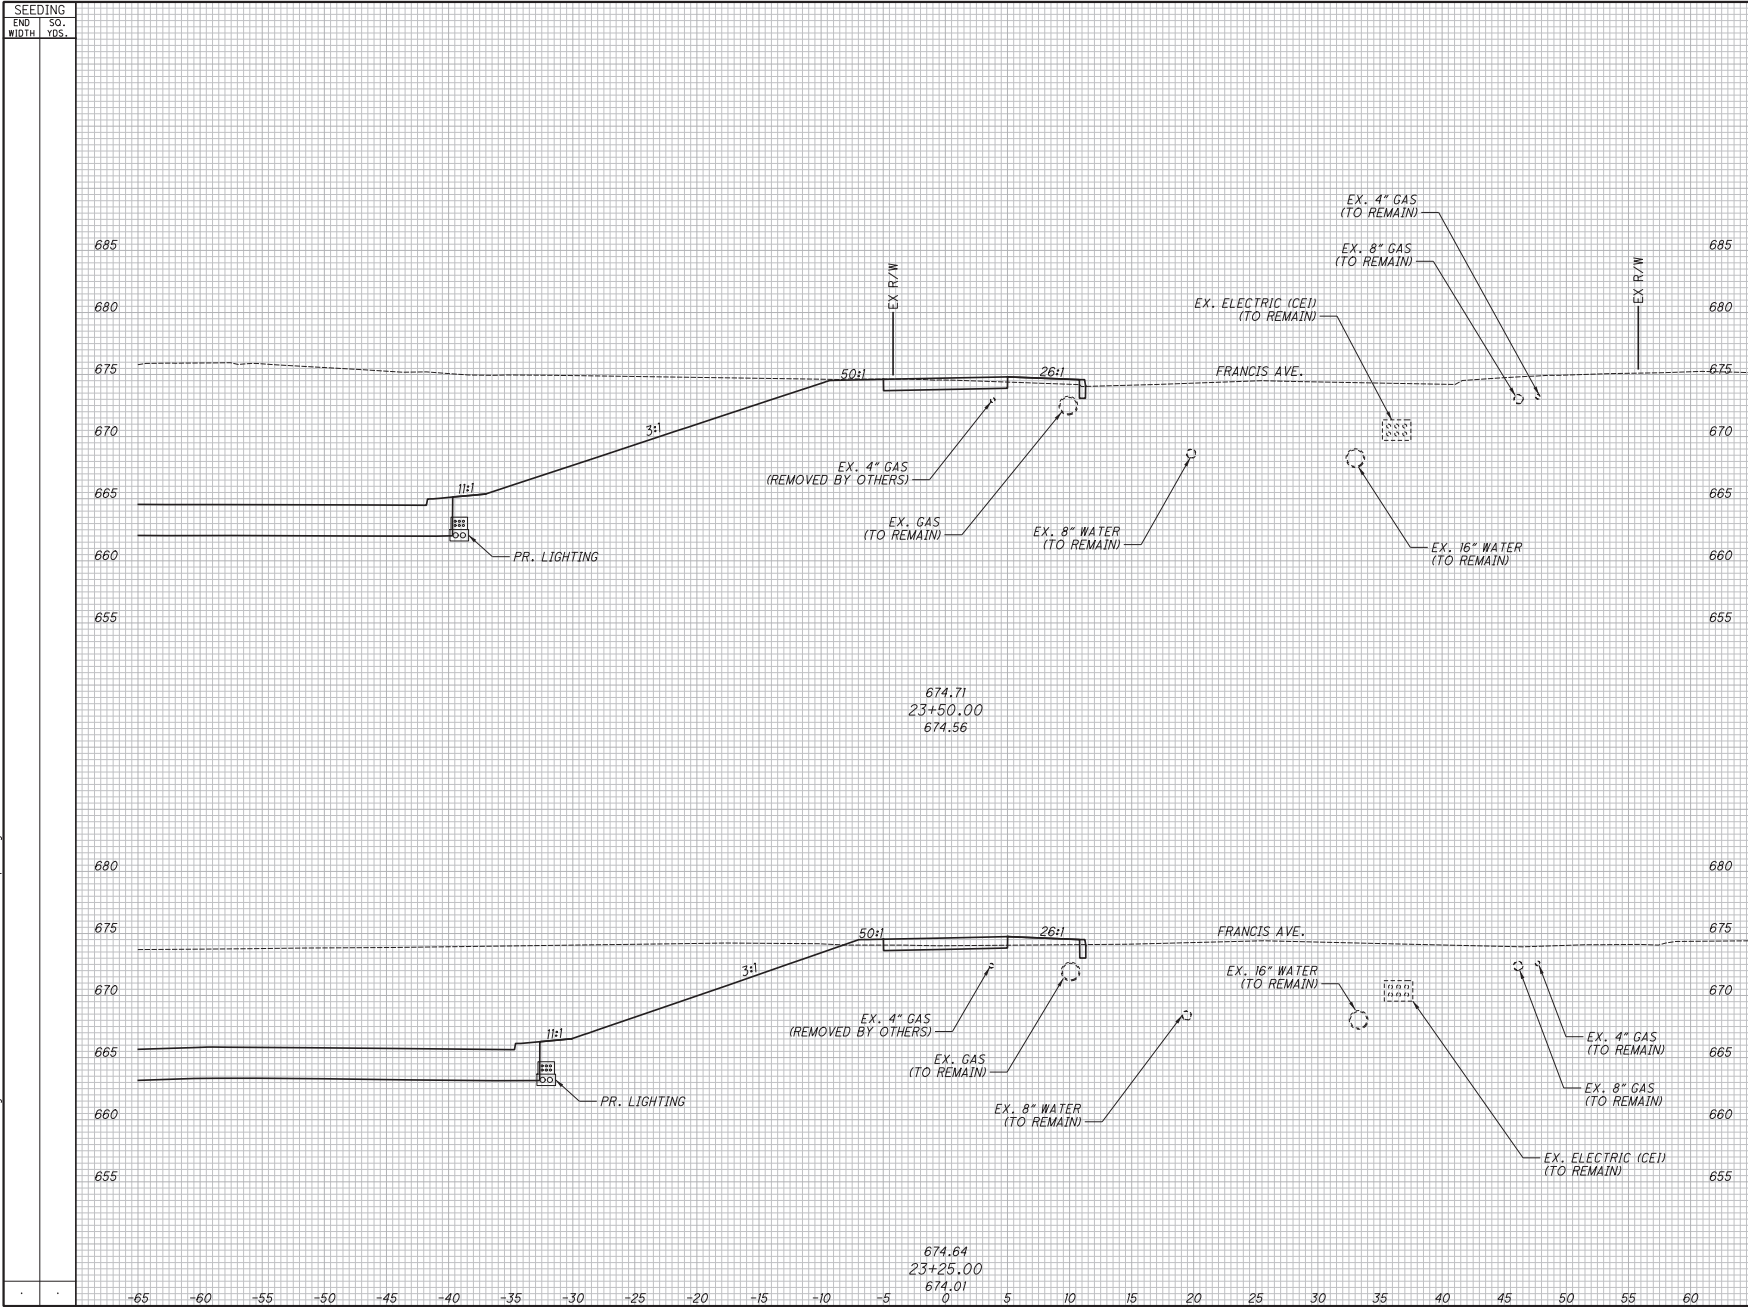 SEEDING
END WIDTH
SQ. YDS.
EX. 4" GAS
(TO REMAIN)
685
685
EX. 8" GAS
(TO REMAIN)
EX R/W
EX R/W
680
EX. ELECTRIC (CEI)
(TO REMAIN)
680
675
50:1
26:1
FRANCIS AVE.
675
670
3:1
670
EX. 4" GAS
(REMOVED BY OTHERS)
665
11:1
665
EX. GAS
(TO REMAIN)
EX. 8" WATER
(TO REMAIN)
660
PR. LIGHTING
EX. 16" WATER
(TO REMAIN)
660
655
655
674.71
23+50.00
674.56
680
680
675
50:1
26:1
FRANCIS AVE.
675
3:1
EX. 16" WATER
(TO REMAIN)
670
670
EX. 4" GAS
(REMOVED BY OTHERS)
11:1
EX. 4" GAS
(TO REMAIN)
665
665
EX. GAS
(TO REMAIN)
PR. LIGHTING
EX. 8" GAS
(TO REMAIN)
660
EX. 8" WATER
(TO REMAIN)
660
EX. ELECTRIC (CEI)
(TO REMAIN)
655
655
674.64
23+25.00
674.01
-65 -60 -55 -50 -45 -40 -35 -30 -25 -20 -15 -10 -5 0 5 10 15 20 25 30 35 40 45 50 55 60